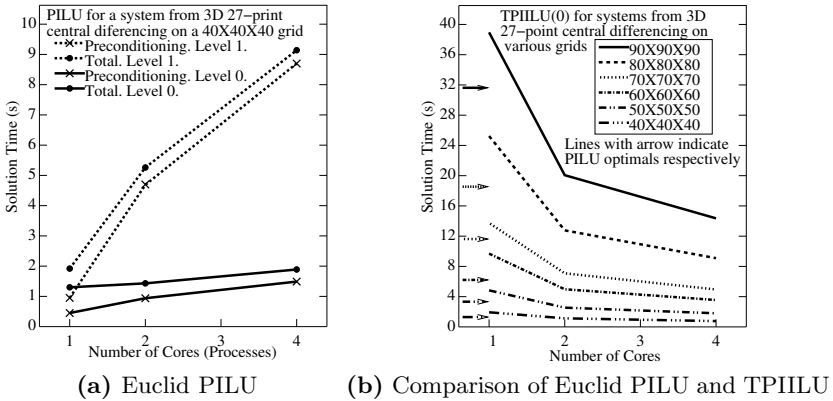 PILU for a system from 3D 27-print
central diferencing on a 40X40X40 grid
Preconditioning. Level 1.
Total. Level 1.
Preconditioning. Level 0.
Total. Level 0.
Solution Time (s)
10
9
8
7
6
5
4
3
2
1
0
1
2
3
4
Number of Cores (Processes)
(a) Euclid PILU
TPIILU(0) for systems from 3D
27-point central differencing on
various grids
90X90X90
80X80X80
70X70X70
60X60X60
50X50X50
40X40X40
Lines with arrow indicate
PILU optimals respectively
Solution Time (s)
40
36
32
28
24
20
16
12
8
4
0
1
2
3
4
Number of Cores
(b) Comparison of Euclid PILU and TPIILU